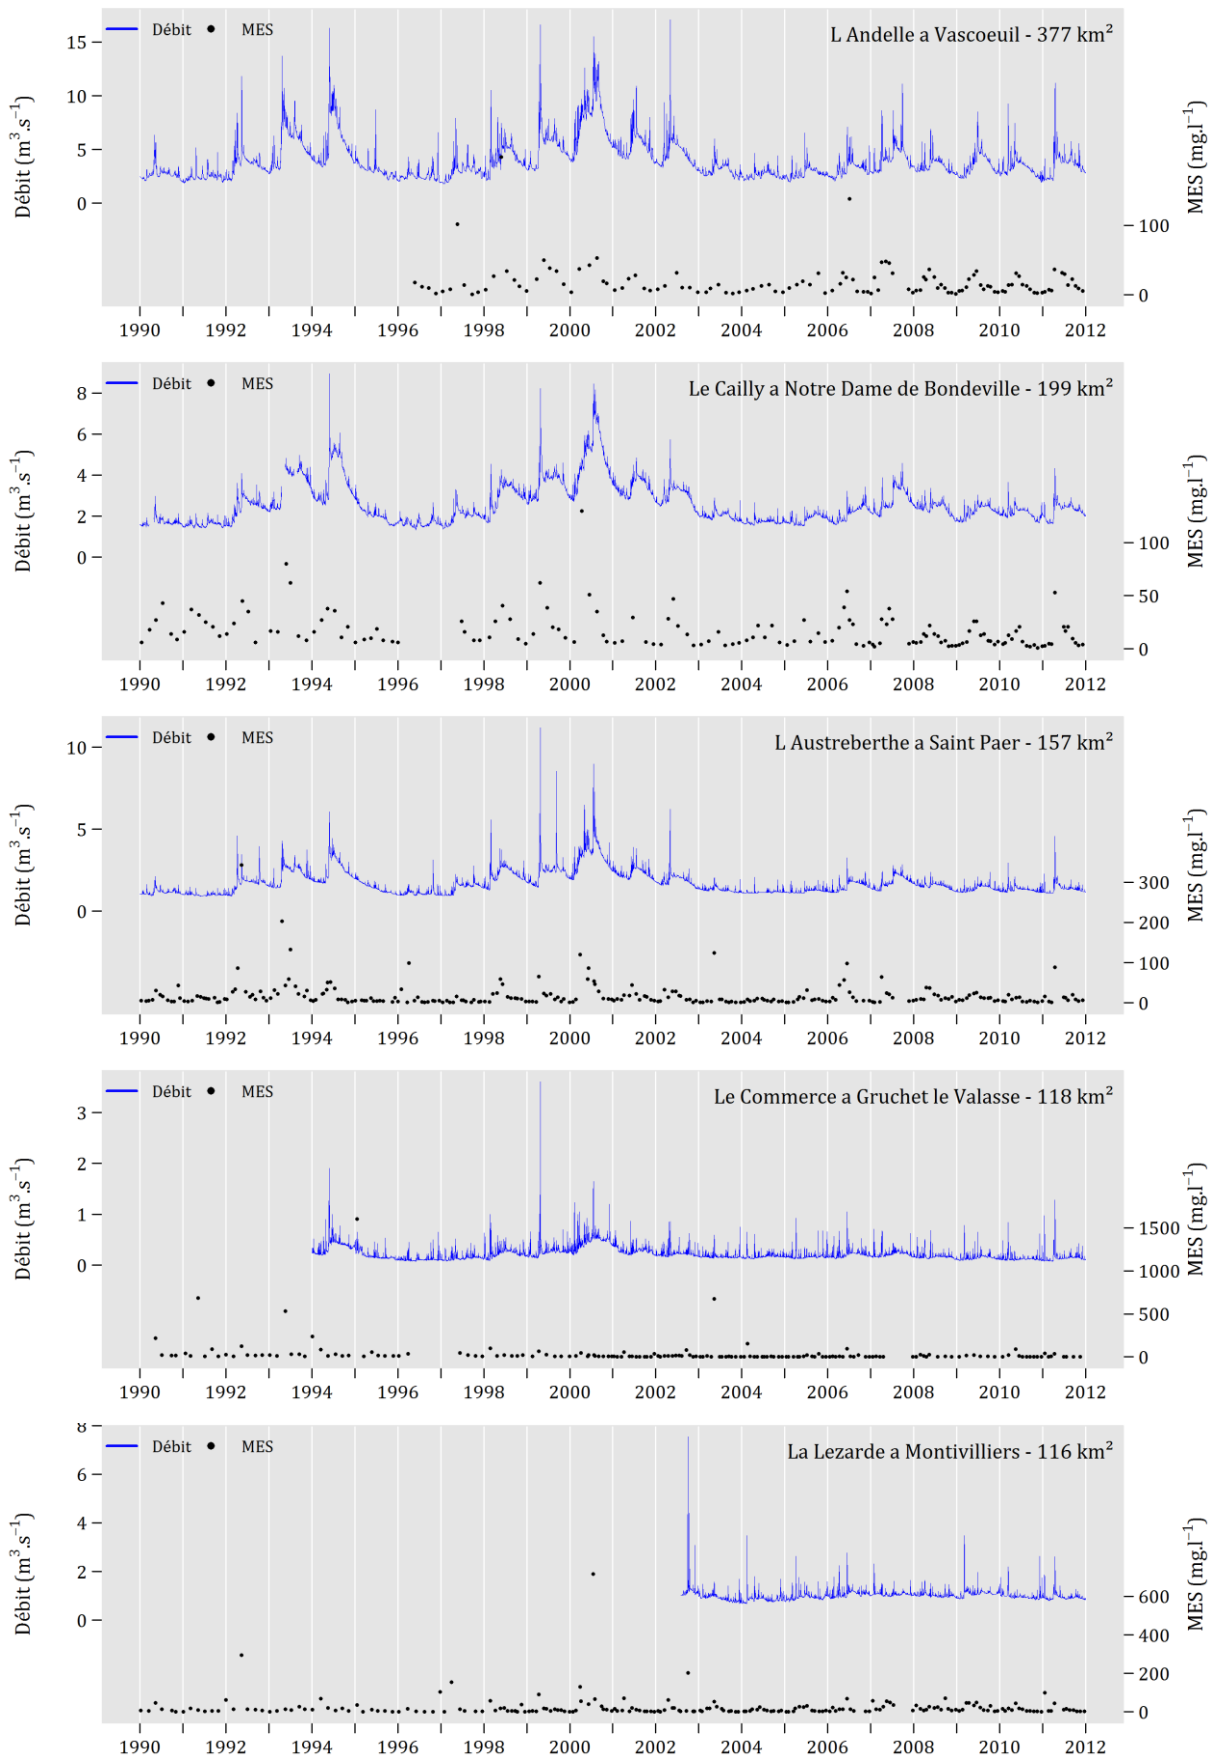 Débit MES
L Andelle a Vascoeuil - 377 km²
Débit (m³.s⁻¹)
15
10
5
0
MES (mg.l⁻¹)
100
0
1990 1992 1994 1996 1998 2000 2002 2004 2006 2008 2010 2012
Débit MES
Le Cailly a Notre Dame de Bondeville - 199 km²
Débit (m³.s⁻¹)
8
6
4
2
0
MES (mg.l⁻¹)
100
50
0
1990 1992 1994 1996 1998 2000 2002 2004 2006 2008 2010 2012
Débit MES
L Austreberthe a Saint Paer - 157 km²
Débit (m³.s⁻¹)
10
5
0
MES (mg.l⁻¹)
300
200
100
0
1990 1992 1994 1996 1998 2000 2002 2004 2006 2008 2010 2012
Débit MES
Le Commerce a Gruchet le Valasse - 118 km²
Débit (m³.s⁻¹)
3
2
1
0
MES (mg.l⁻¹)
1500
1000
500
0
1990 1992 1994 1996 1998 2000 2002 2004 2006 2008 2010 2012
Débit MES
La Lezarde a Montivilliers - 116 km²
Débit (m³.s⁻¹)
8
6
4
2
0
MES (mg.l⁻¹)
600
400
200
0
1990 1992 1994 1996 1998 2000 2002 2004 2006 2008 2010 2012